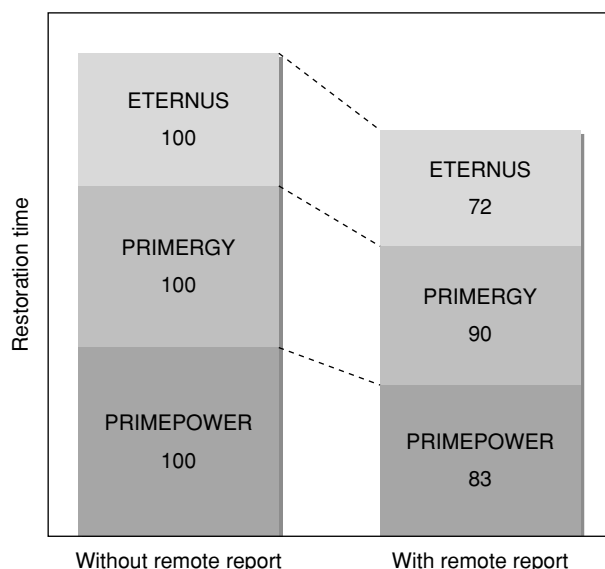 Restoration time
ETERNUS
100
PRIMERGY
100
PRIMEPOWER
100
ETERNUS
72
PRIMERGY
90
PRIMEPOWER
83
Without remote report
With remote report